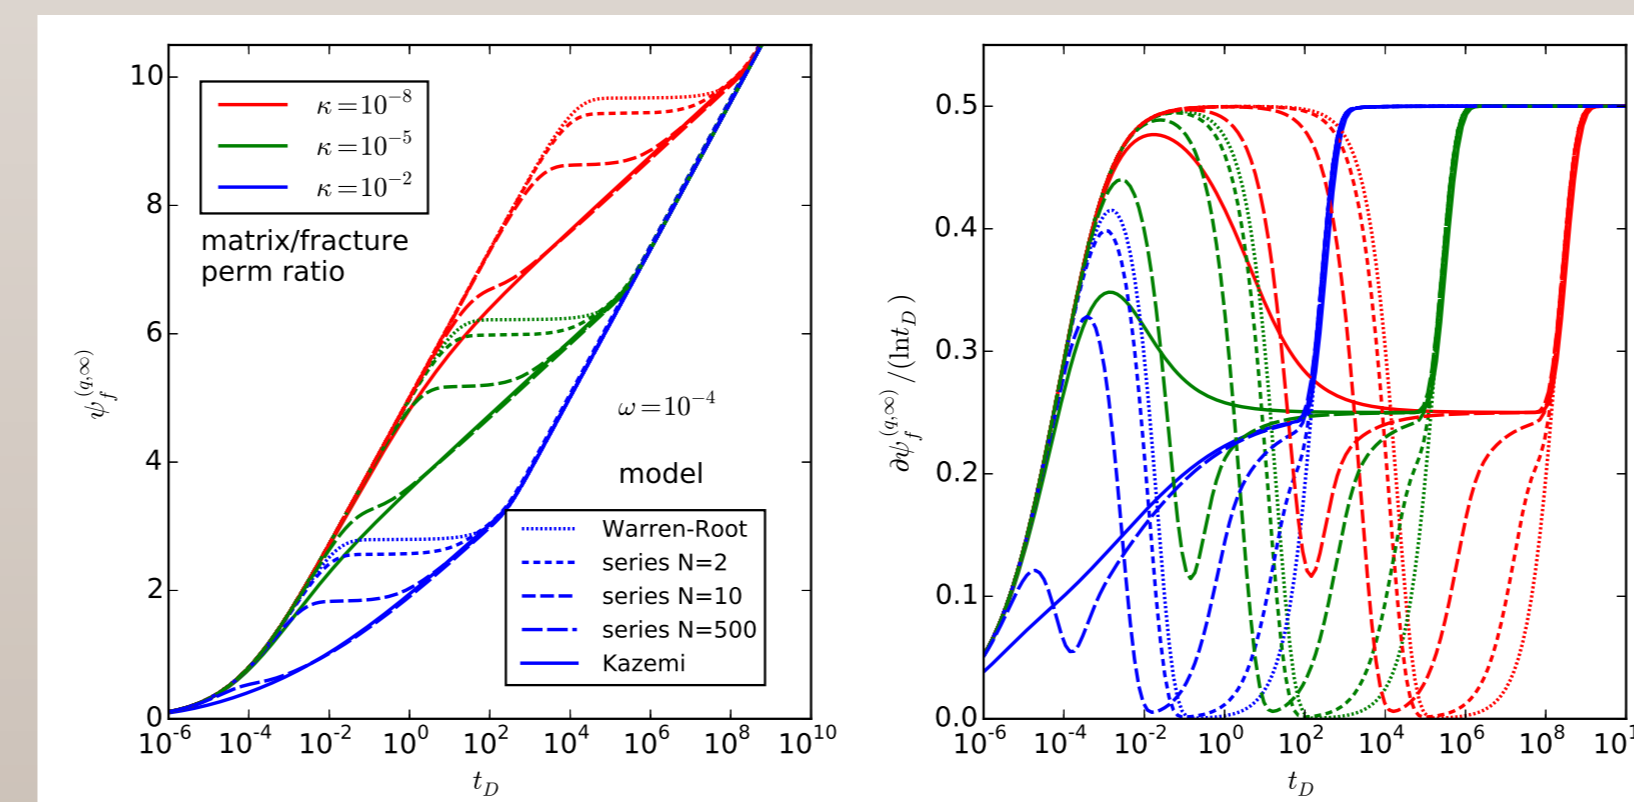 10
8
6
4
2
0
ψ_f^(q,∞)
κ=10^-8
κ=10^-5
κ=10^-2
matrix/fracture
perm ratio
ω=10^-4
model
Warren-Root
series N=2
series N=10
series N=500
Kazemi
10^-6 10^-4 10^-2 10^0 10^2 10^4 10^6 10^8 10^10
t_D
0.5
0.4
0.3
0.2
0.1
0.0
∂ψ_f^(q,∞)/(ln t_D)
10^-6 10^-4 10^-2 10^0 10^2 10^4 10^6 10^8
t_D